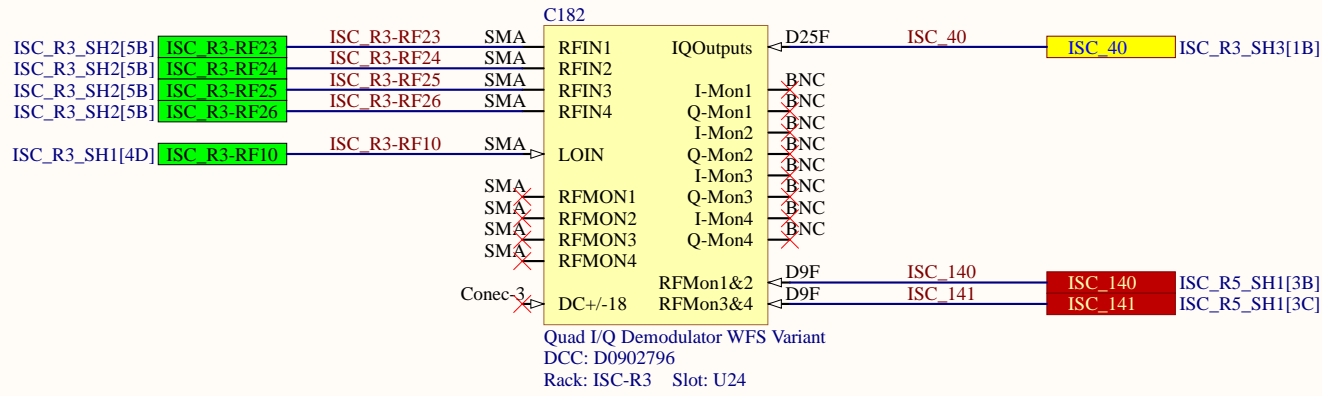 C182
ISC_R3_SH2[5B] ISC_R3-RF23 ISC_R3-RF23 SMA RFIN1 IQOutputs D25F ISC_40 ISC_40 ISC_R3_SH3[1B]
ISC_R3_SH2[5B] ISC_R3-RF24 ISC_R3-RF24 SMA RFIN2
ISC_R3_SH2[5B] ISC_R3-RF25 ISC_R3-RF25 SMA RFIN3 I-Mon1 BNC
ISC_R3_SH2[5B] ISC_R3-RF26 ISC_R3-RF26 SMA RFIN4 Q-Mon1 BNC
I-Mon2 BNC
ISC_R3_SH1[4D] ISC_R3-RF10 ISC_R3-RF10 SMA LOIN Q-Mon2 BNC
I-Mon3 BNC
SMA RFMON1 Q-Mon3 BNC
SMA RFMON2 I-Mon4 BNC
SMA RFMON3 Q-Mon4 BNC
SMA RFMON4
RFMon1&2 D9F ISC_140 ISC_140 ISC_R5_SH1[3B]
Conec-3 DC+/-18 RFMon3&4 D9F ISC_141 ISC_141 ISC_R5_SH1[3C]
Quad I/Q Demodulator WFS Variant
DCC: D0902796
Rack: ISC-R3 Slot: U24